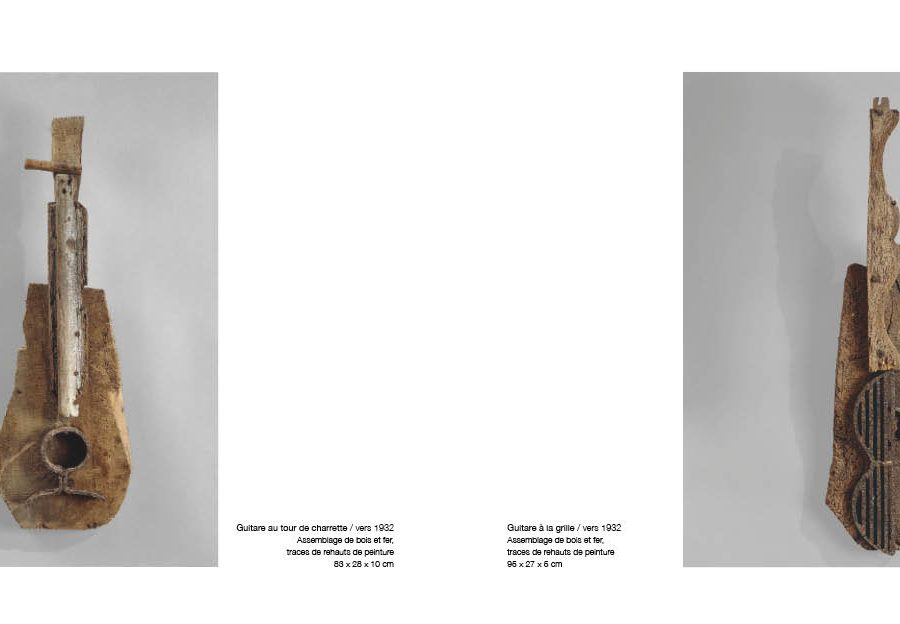 Guitare au tour de charrette / vers 1932
Assemblage de bois et fer,
traces de rehauts de peinture
83 x 28 x 10 cm
Guitare à la grille / vers 1932
Assemblage de bois et fer,
traces de rehauts de peinture
95 x 27 x 5 cm